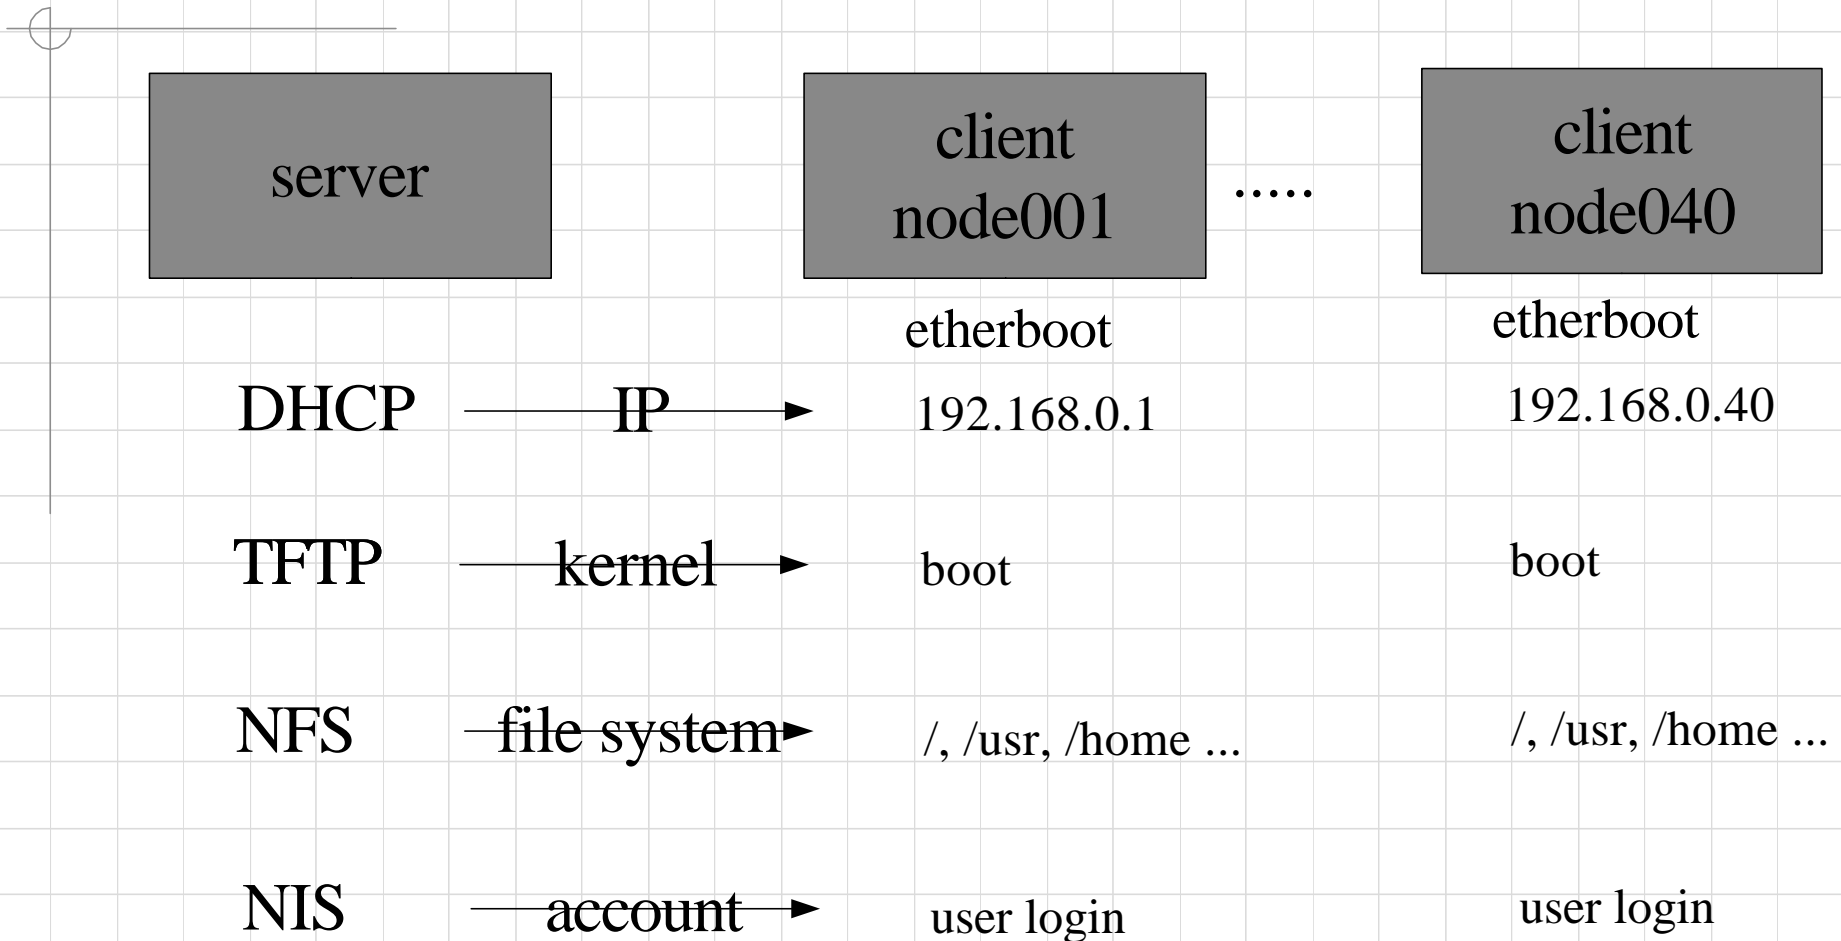 server
client
node001
.....
client
node040
etherboot
etherboot
DHCP IP 192.168.0.1 192.168.0.40
TFTP kernel boot boot
NFS file system /, /usr, /home ... /, /usr, /home ...
NIS account user login user login